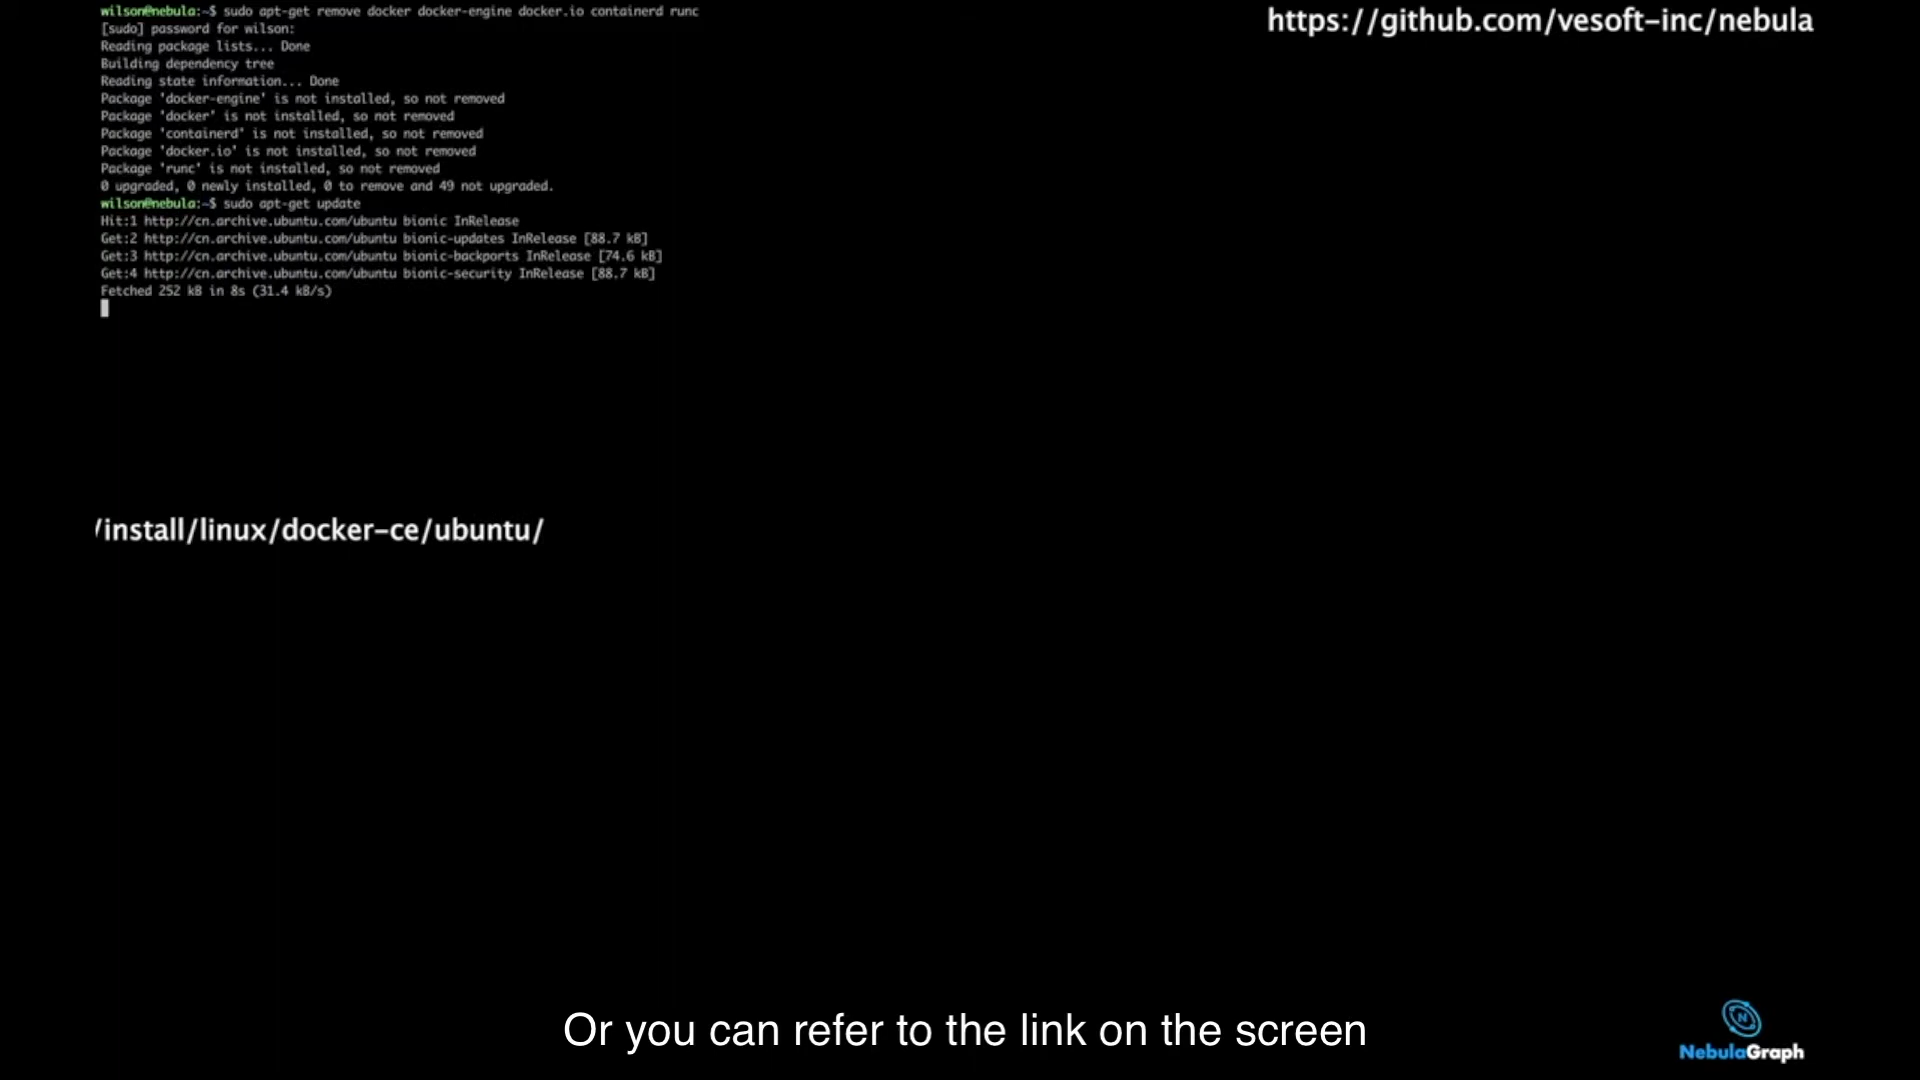 wilson@nebula:~$ sudo apt-get remove docker docker-engine docker.io containerd runc
[sudo] password for wilson:
Reading package lists... Done
Building dependency tree
Reading state information... Done
Package 'docker-engine' is not installed, so not removed
Package 'docker' is not installed, so not removed
Package 'containerd' is not installed, so not removed
Package 'docker.io' is not installed, so not removed
Package 'runc' is not installed, so not removed
0 upgraded, 0 newly installed, 0 to remove and 49 not upgraded.
wilson@nebula:~$ sudo apt-get update
Hit:1 http://cn.archive.ubuntu.com/ubuntu bionic InRelease
Get:2 http://cn.archive.ubuntu.com/ubuntu bionic-updates InRelease [88.7 kB]
Get:3 http://cn.archive.ubuntu.com/ubuntu bionic-backports InRelease [74.6 kB]
Get:4 http://cn.archive.ubuntu.com/ubuntu bionic-security InRelease [88.7 kB]
Fetched 252 kB in 8s (31.4 kB/s)
https://github.com/vesoft-inc/nebula
/install/linux/docker-ce/ubuntu/
Or you can refer to the link on the screen
NebulaGraph